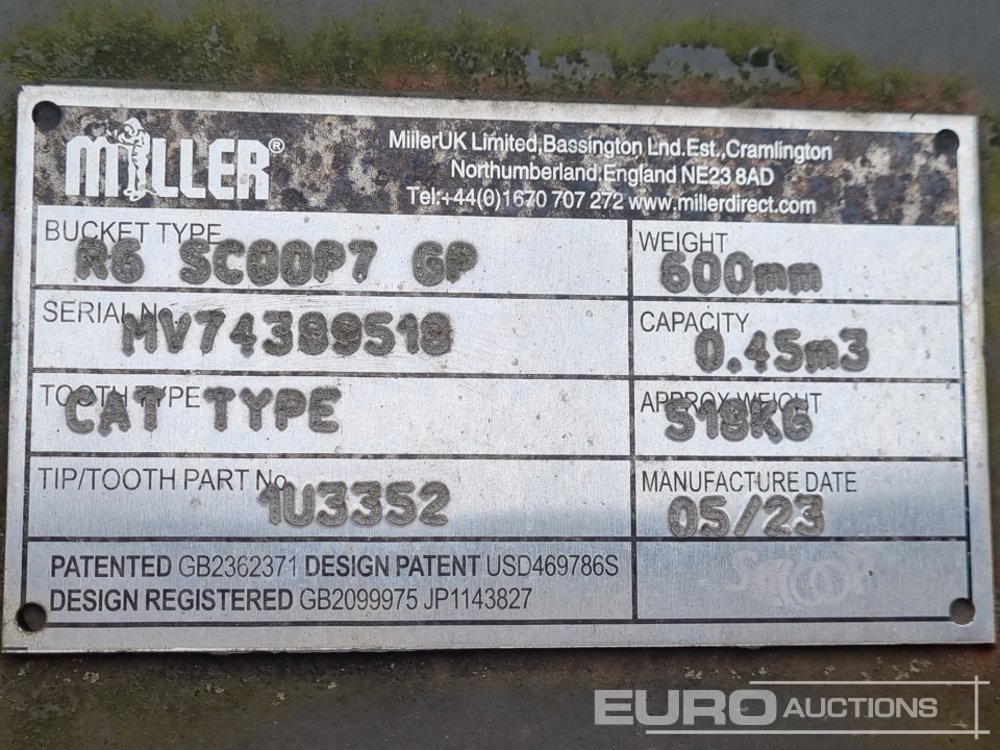 MILLER®
MillerUK Limited,Bassington Lnd.Est.,Cramlington
Northumberland.England NE23 8AD
Tel:+44(0)1670 707 272 www.millerdirect.com
BUCKET TYPE
R6 SCOOP7 GP
WEIGHT
600mm
SERIAL No.
MV74389518
CAPACITY
0.45m3
TOOTH TYPE
CAT TYPE
APPROX WEIGHT
518KG
TIP/TOOTH PART No.
1U3352
MANUFACTURE DATE
05/23
PATENTED GB2362371 DESIGN PATENT USD469786S
DESIGN REGISTERED GB2099975 JP1143827
SCOOP
EURO AUCTIONS